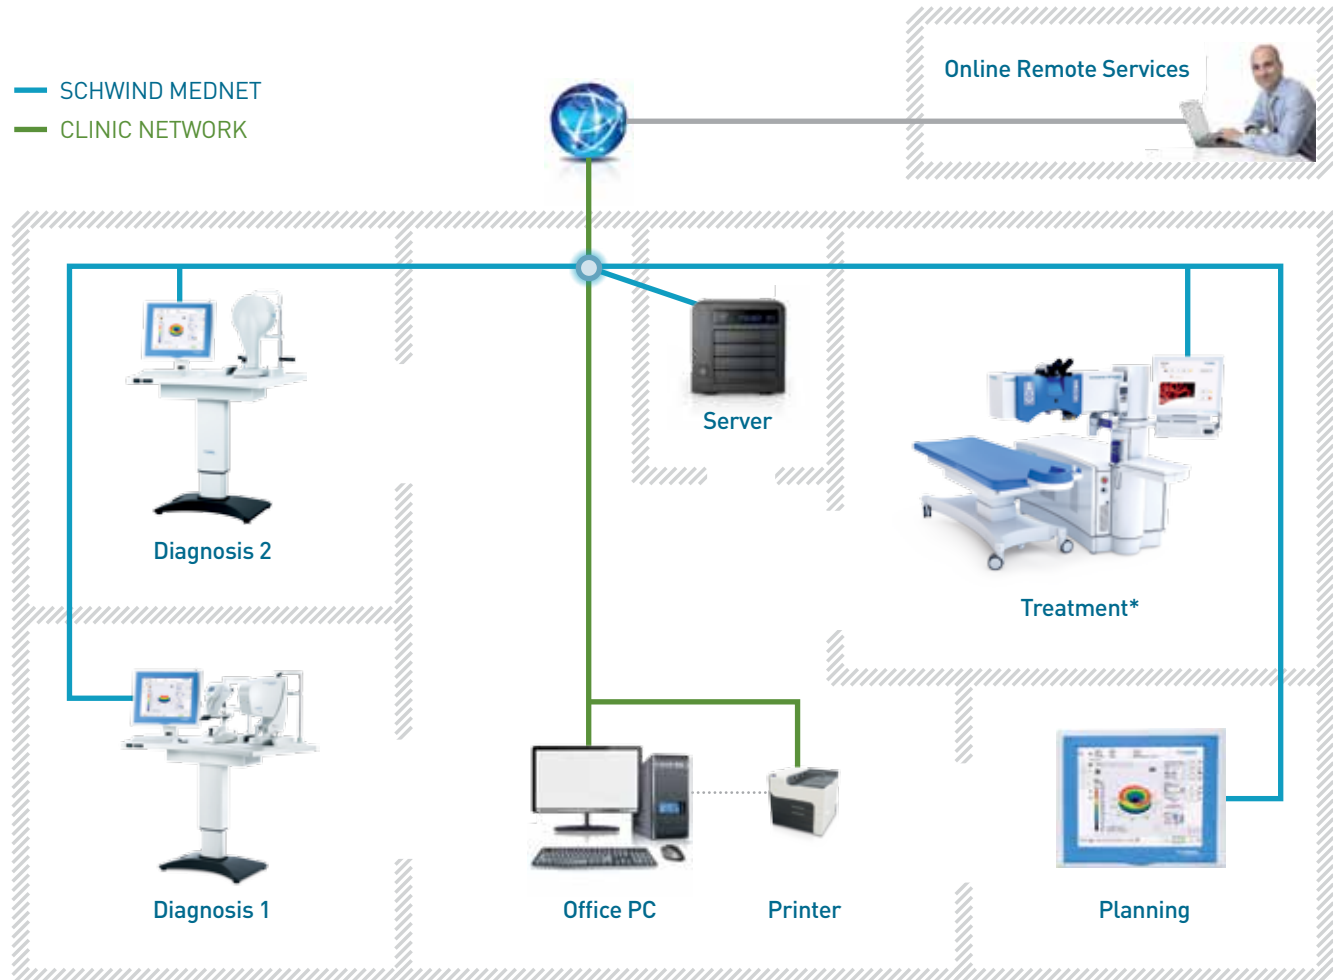 Online Remote Services
SCHWIND MEDNET
CLINIC NETWORK
Server
Diagnosis 2
Treatment*
Diagnosis 1
Office PC
Printer
Planning